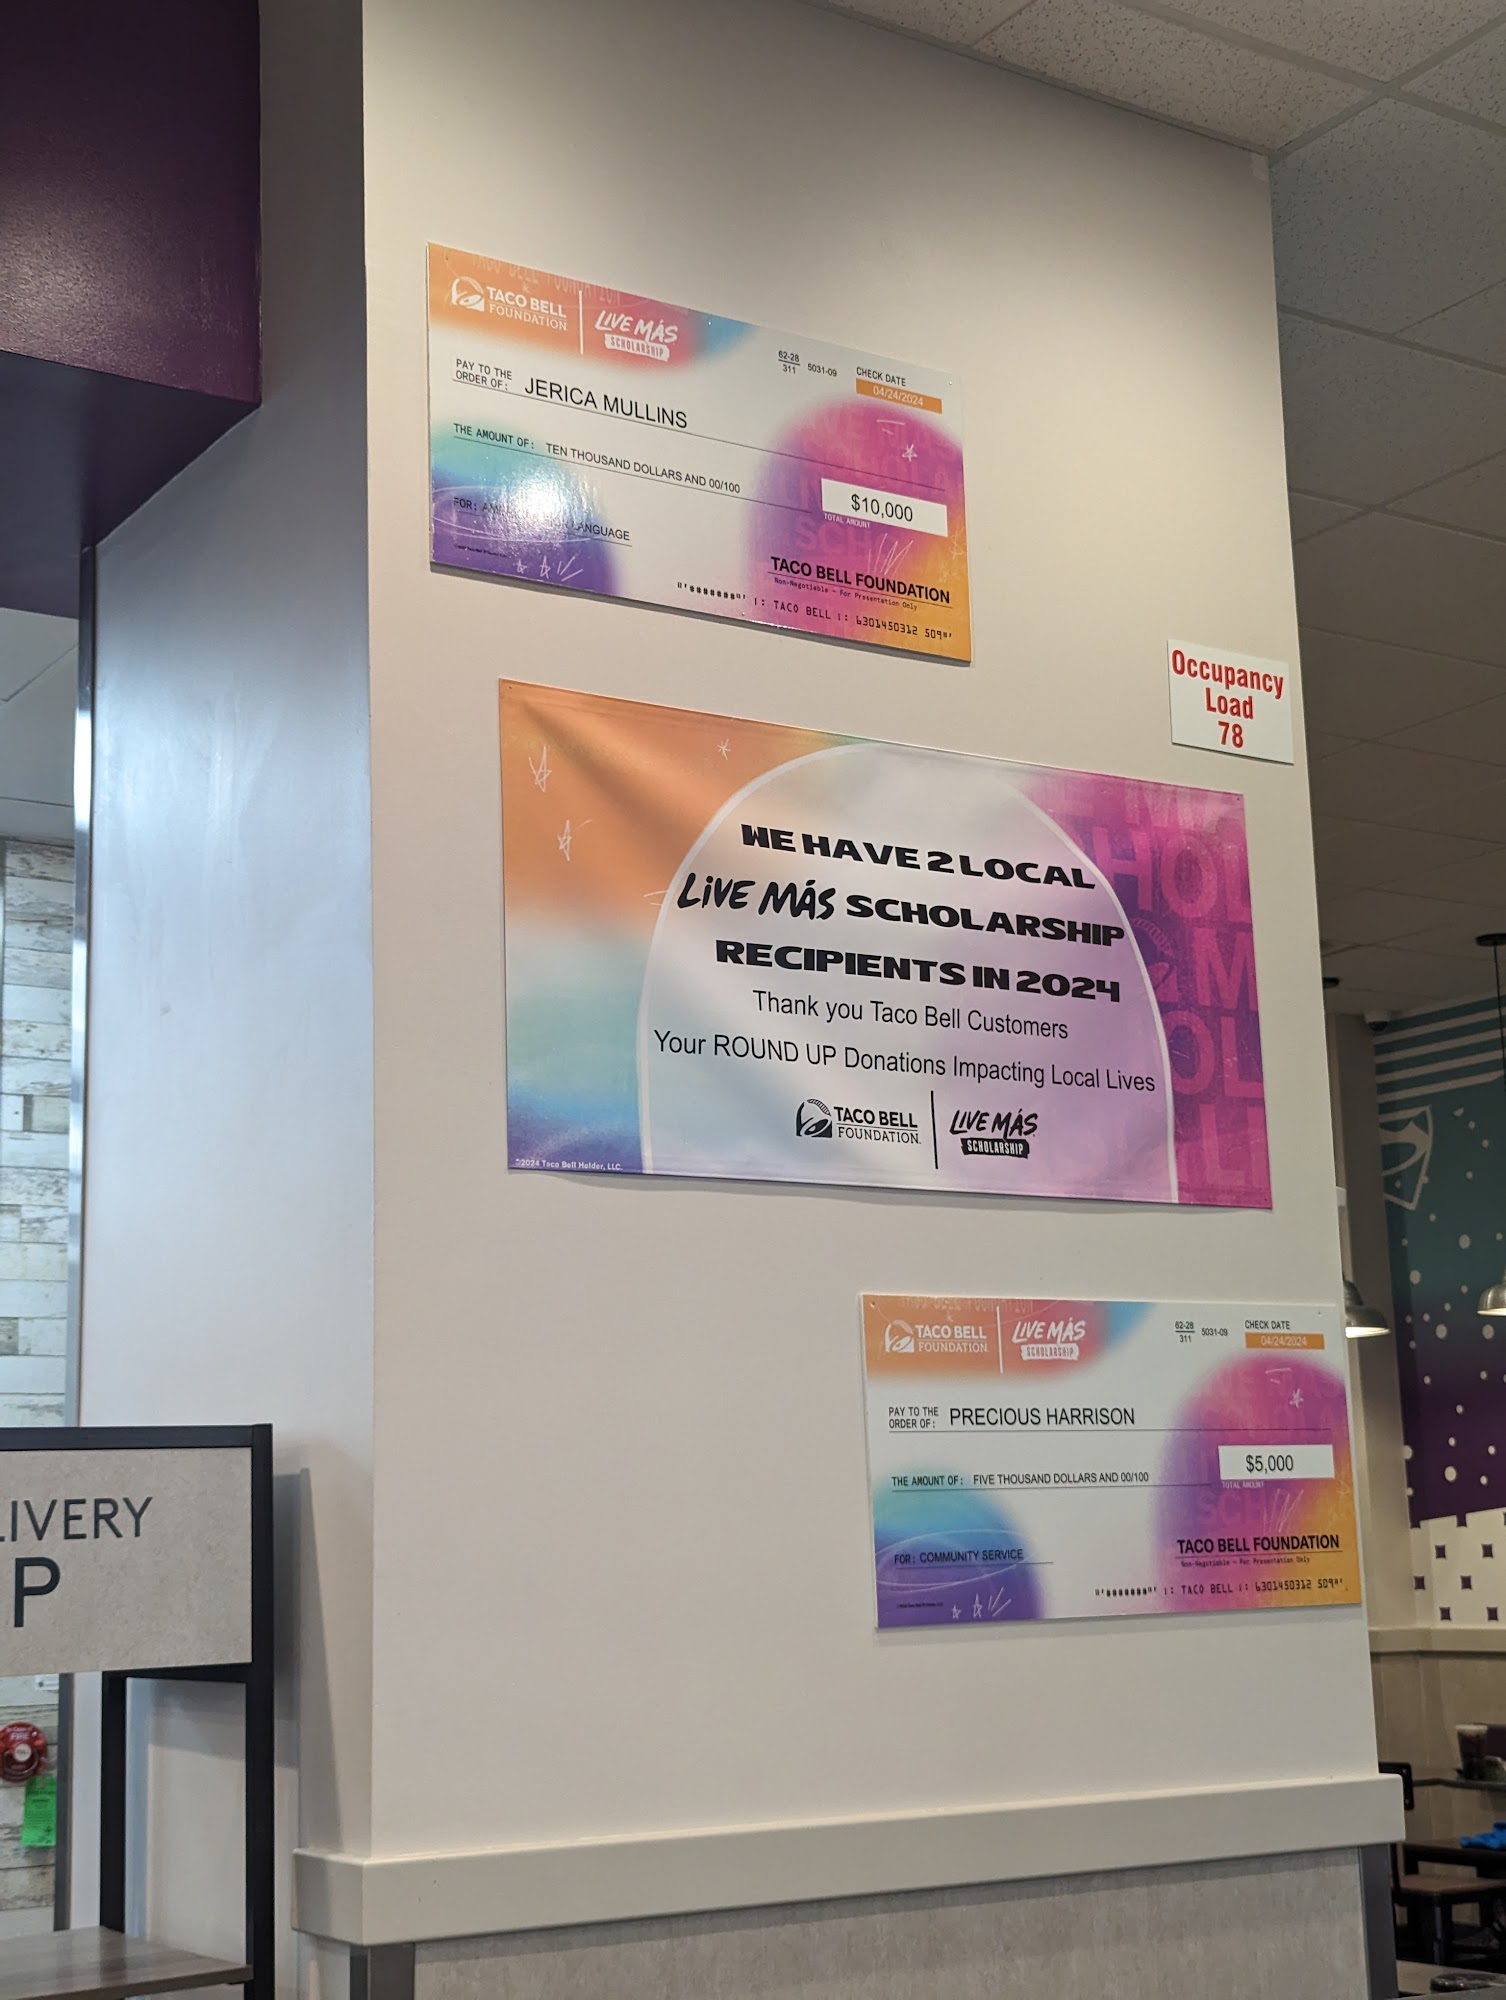 TACO BELL
FOUNDATION
LIVE MÁS
SCHOLARSHIP
62-28
311
5031-09
CHECK DATE
04/24/2024
PAY TO THE
ORDER OF:
JERICA MULLINS
THE AMOUNT OF: TEN THOUSAND DOLLARS AND 00/100
$10,000
TOTAL AMOUNT
FOR: LANGUAGE
TACO BELL FOUNDATION
Non-Negotiable - For Presentation Only
TACO BELL 6301450312 509
Occupancy
Load
78
WE HAVE 2 LOCAL
LIVE MÁS SCHOLARSHIP
RECIPIENTS IN 2024
Thank you Taco Bell Customers
Your ROUND UP Donations Impacting Local Lives
TACO BELL
FOUNDATION.
LIVE MÁS
SCHOLARSHIP
©2024 Taco Bell Holder, LLC.
TACO BELL
FOUNDATION
LIVE MÁS
SCHOLARSHIP
62-28
311
5031-09
CHECK DATE
04/24/2024
PAY TO THE
ORDER OF:
PRECIOUS HARRISON
THE AMOUNT OF: FIVE THOUSAND DOLLARS AND 00/100
$5,000
TOTAL AMOUNT
FOR: COMMUNITY SERVICE
TACO BELL FOUNDATION
Non-Negotiable - For Presentation Only
TACO BELL 6301450312 509
LIVERY
P
FIRE